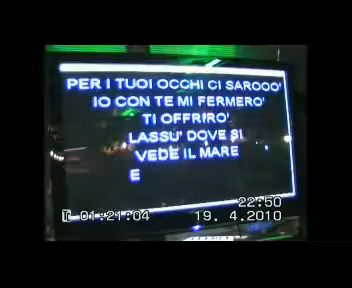 PER I TUOI OCCHI CI SAROOO'
IO CON TE MI FERMERO'
TI OFFRIRO'
LASSU' DOVE SI
VEDE IL MARE
E
22:50
TC 01:21:04 19. 4.2010